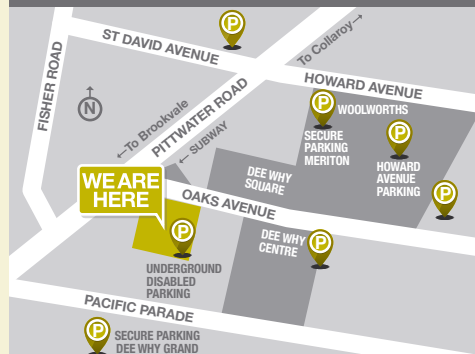 P
ST DAVID AVENUE
To Collaroy→
FISHER ROAD
HOWARD AVENUE
N
←To Brookvale
PITTWATER ROAD
← SUBWAY
P
WOOLWORTHS
SECURE
PARKING
MERITON
P
HOWARD
AVENUE
PARKING
P
DEE WHY
SQUARE
WE ARE
HERE
OAKS AVENUE
P
DEE WHY
CENTRE
P
UNDERGROUND
DISABLED
PARKING
PACIFIC PARADE
P
SECURE PARKING
DEE WHY GRAND